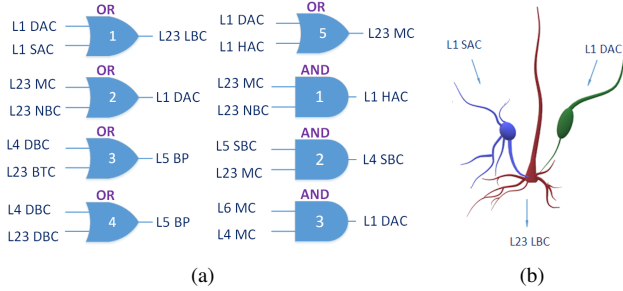 OR
L1 DAC
L1 SAC
1
L23 LBC
OR
L23 MC
L23 NBC
2
L1 DAC
OR
L4 DBC
L23 BTC
3
L5 BP
OR
L4 DBC
L23 DBC
4
L5 BP
OR
L1 DAC
L1 HAC
5
L23 MC
AND
L23 MC
L23 NBC
1
L1 HAC
AND
L5 SBC
L23 MC
2
L4 SBC
AND
L6 MC
L4 MC
3
L1 DAC
(a)
L1 SAC
L1 DAC
L23 LBC
(b)